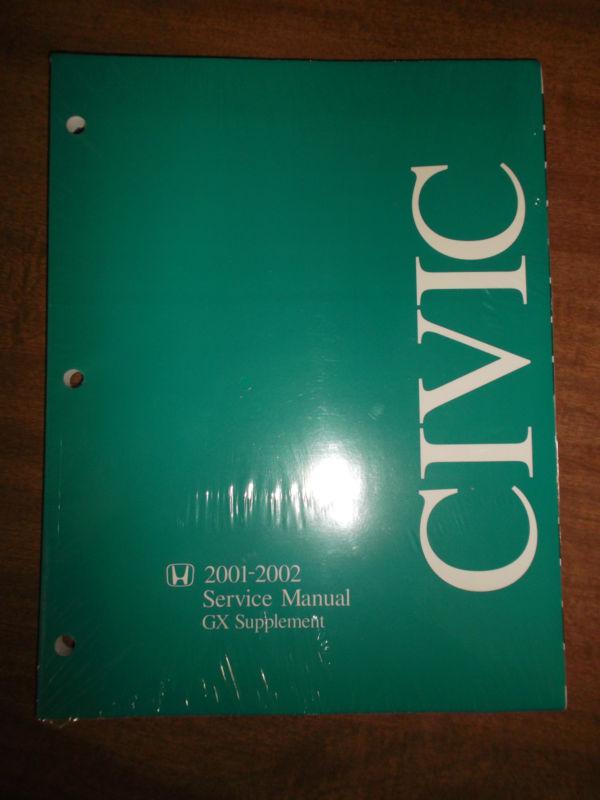 CIVIC
2001-2002
Service Manual
GX Supplement